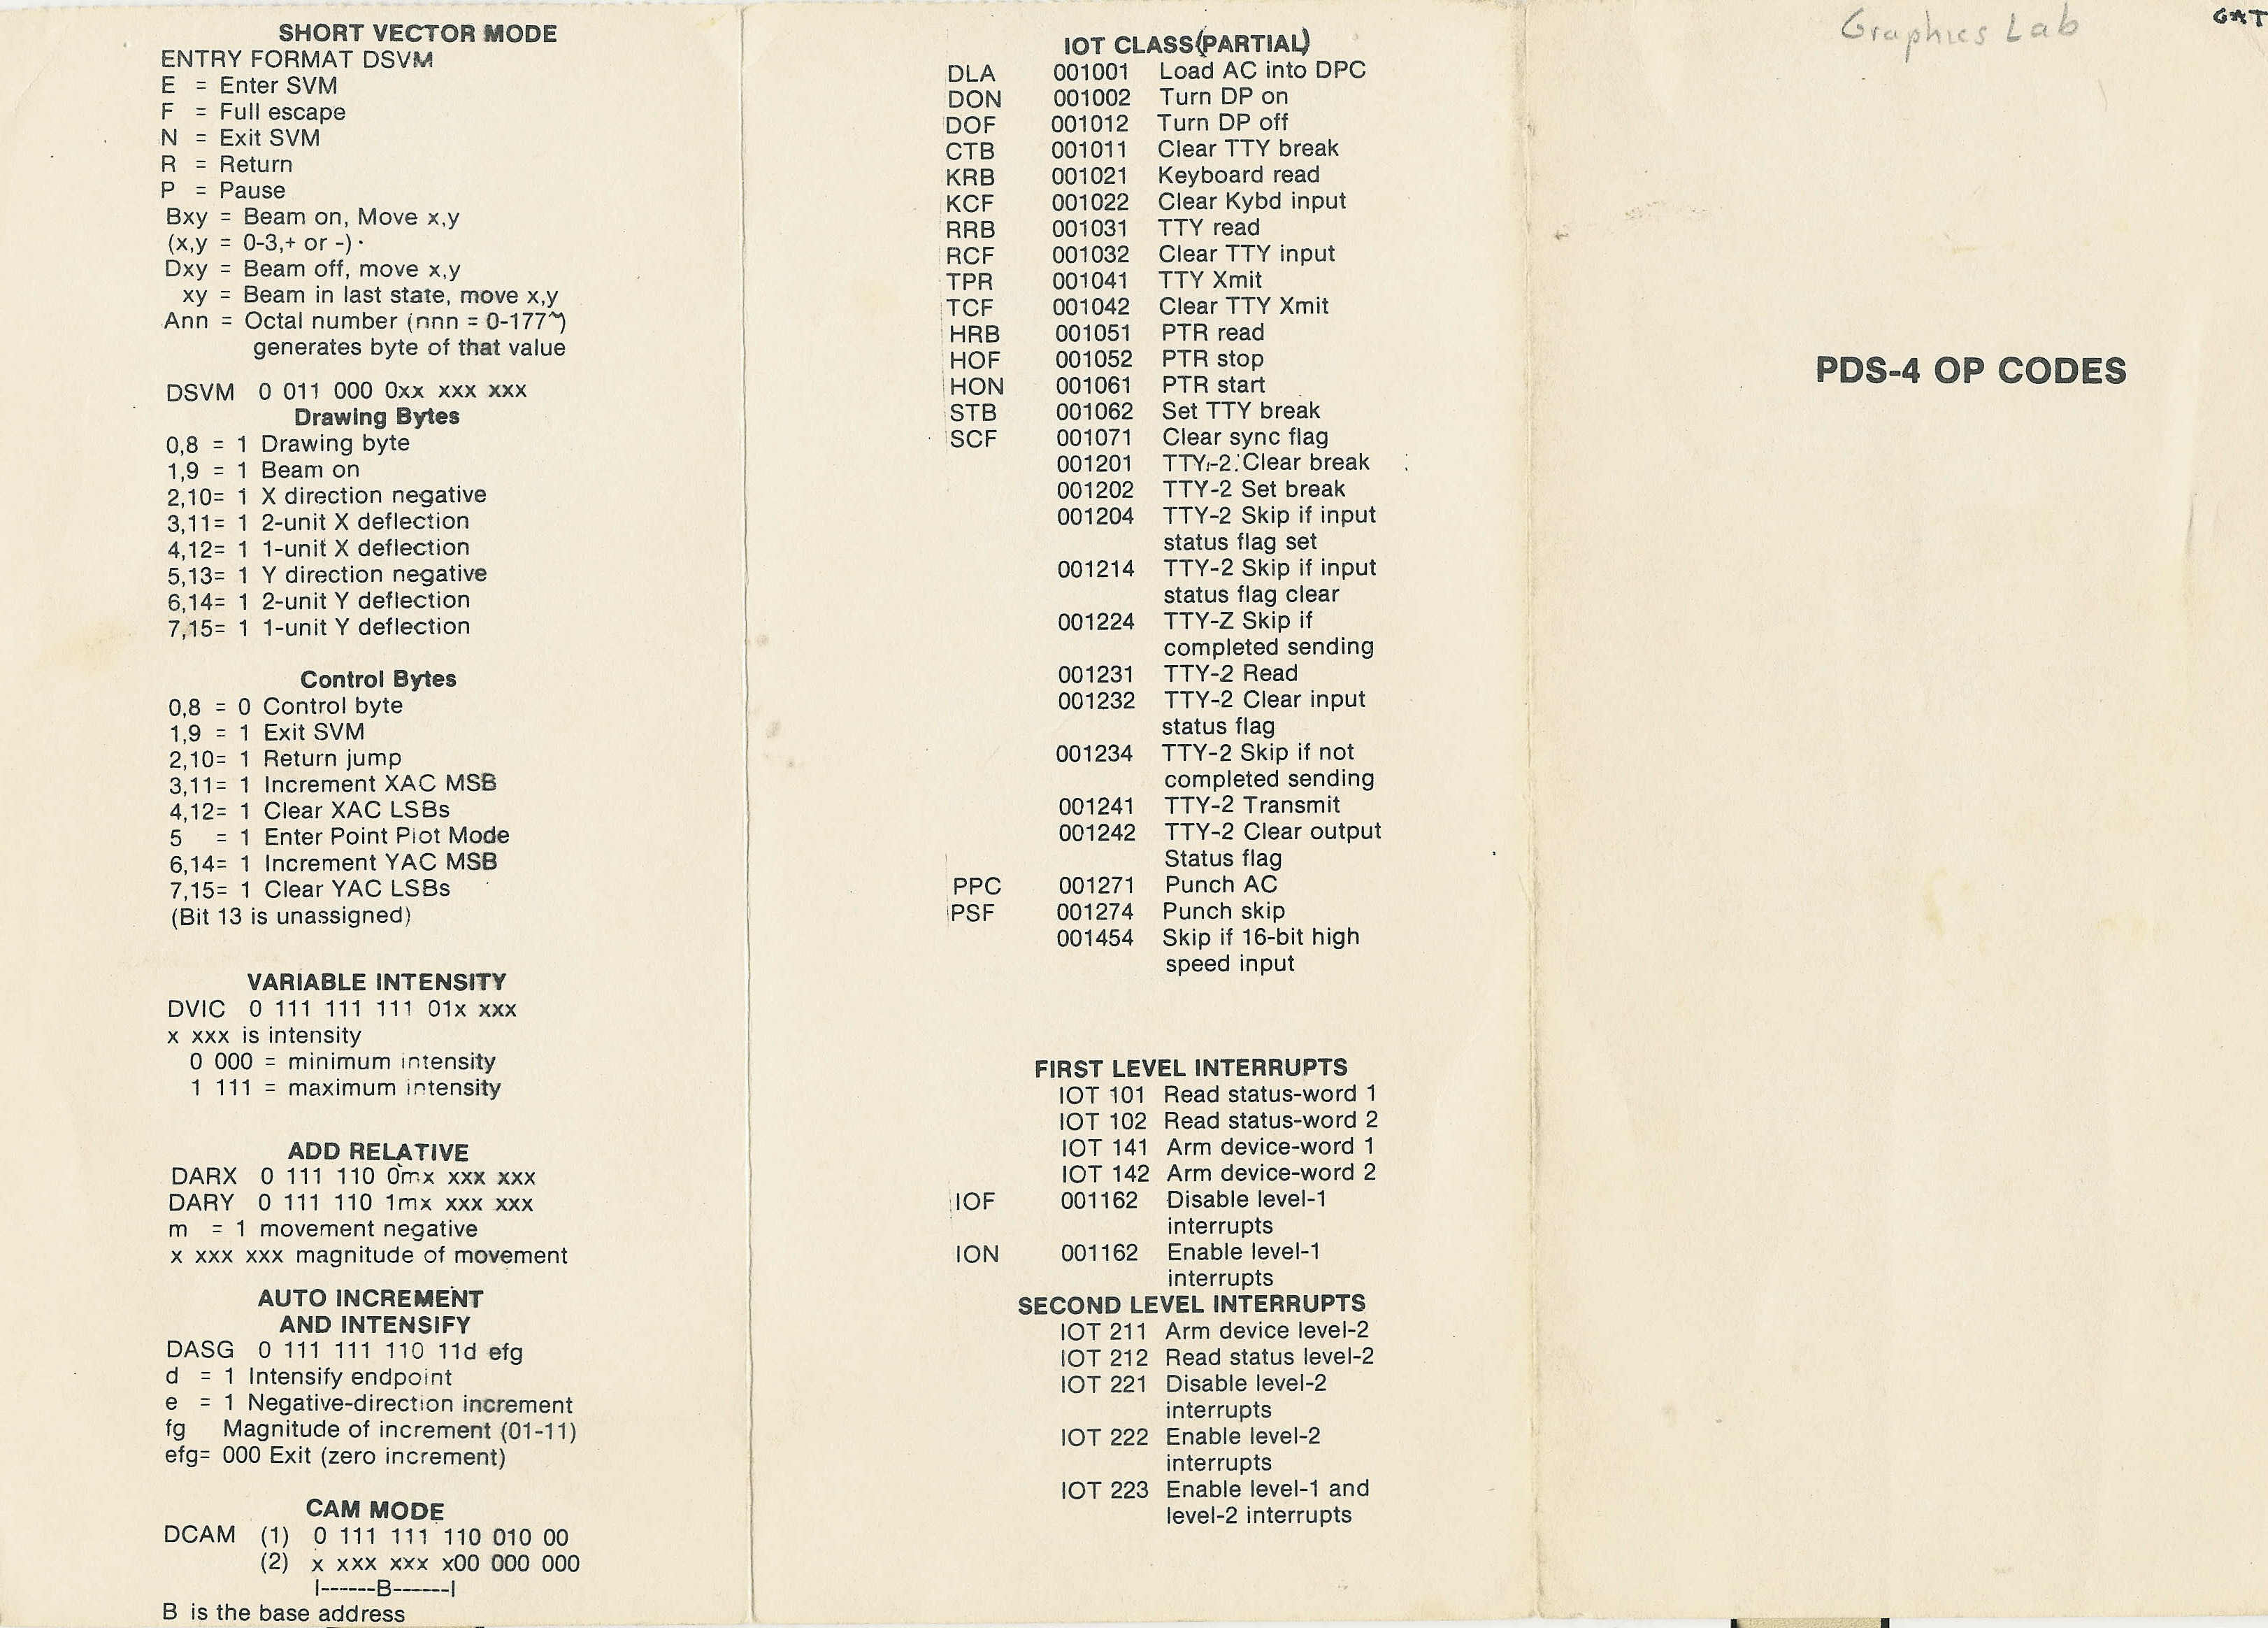 SHORT VECTOR MODE
ENTRY FORMAT DSVM
E = Enter SVM
F = Full escape
N = Exit SVM
R = Return
P = Pause
Bxy = Beam on, Move x,y
(x,y = 0-3,+ or -)
Dxy = Beam off, move x,y
xy = Beam in last state, move x,y
Ann = Octal number (nnn = 0-177~)
generates byte of that value
DSVM 0 011 000 0xx xxx xxx
Drawing Bytes
0,8 = 1 Drawing byte
1,9 = 1 Beam on
2,10= 1 X direction negative
3,11= 1 2-unit X deflection
4,12= 1 1-unit X deflection
5,13= 1 Y direction negative
6,14= 1 2-unit Y deflection
7,15= 1 1-unit Y deflection
Control Bytes
0,8 = 0 Control byte
1,9 = 1 Exit SVM
2,10= 1 Return jump
3,11= 1 Increment XAC MSB
4,12= 1 Clear XAC LSBs
5 = 1 Enter Point Plot Mode
6,14= 1 Increment YAC MSB
7,15= 1 Clear YAC LSBs
(Bit 13 is unassigned)
VARIABLE INTENSITY
DVIC 0 111 111 111 01x xxx
x xxx is intensity
0 000 = minimum intensity
1 111 = maximum intensity
ADD RELATIVE
DARX 0 111 110 0mx xxx xxx
DARY 0 111 110 1mx xxx xxx
m = 1 movement negative
x xxx xxx magnitude of movement
AUTO INCREMENT
AND INTENSIFY
DASG 0 111 111 110 11d efg
d = 1 Intensify endpoint
e = 1 Negative-direction increment
fg Magnitude of increment (01-11)
efg= 000 Exit (zero increment)
CAM MODE
DCAM (1) 0 111 111 110 010 00
(2) x xxx xxx x00 000 000
I------B------I
B is the base address
IOT CLASS(PARTIAL)
DLA 001001 Load AC into DPC
DON 001002 Turn DP on
DOF 001012 Turn DP off
CTB 001011 Clear TTY break
KRB 001021 Keyboard read
KCF 001022 Clear Kybd input
RRB 001031 TTY read
RCF 001032 Clear TTY input
TPR 001041 TTY Xmit
TCF 001042 Clear TTY Xmit
HRB 001051 PTR read
HOF 001052 PTR stop
HON 001061 PTR start
STB 001062 Set TTY break
SCF 001071 Clear sync flag
001201 TTY-2 Clear break
001202 TTY-2 Set break
001204 TTY-2 Skip if input
status flag set
001214 TTY-2 Skip if input
status flag clear
001224 TTY-Z Skip if
completed sending
001231 TTY-2 Read
001232 TTY-2 Clear input
status flag
001234 TTY-2 Skip if not
completed sending
001241 TTY-2 Transmit
001242 TTY-2 Clear output
Status flag
PPC 001271 Punch AC
PSF 001274 Punch skip
001454 Skip if 16-bit high
speed input
FIRST LEVEL INTERRUPTS
IOT 101 Read status-word 1
IOT 102 Read status-word 2
IOT 141 Arm device-word 1
IOT 142 Arm device-word 2
IOF 001162 Disable level-1
interrupts
ION 001162 Enable level-1
interrupts
SECOND LEVEL INTERRUPTS
IOT 211 Arm device level-2
IOT 212 Read status level-2
IOT 221 Disable level-2
interrupts
IOT 222 Enable level-2
interrupts
IOT 223 Enable level-1 and
level-2 interrupts
Graphics Lab
GAT
PDS-4 OP CODES